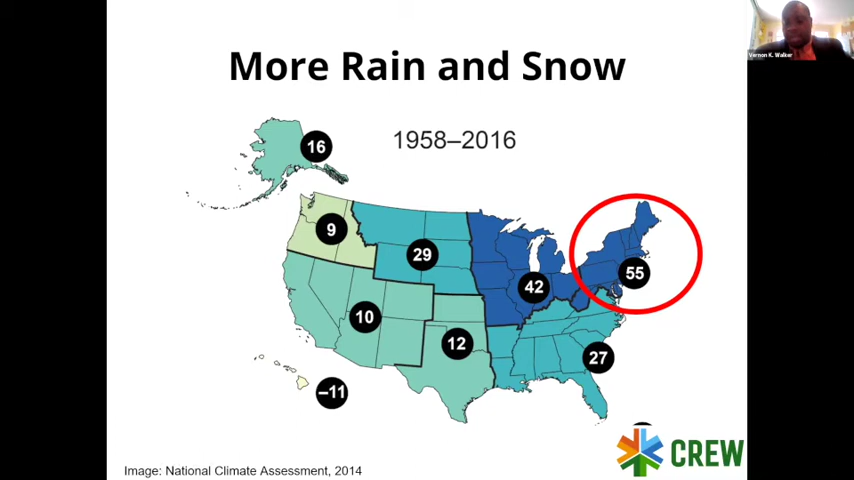 Vernon K. Walker
More Rain and Snow
1958–2016
16
9
29
55
42
10
12
27
–11
CREW
Image: National Climate Assessment, 2014